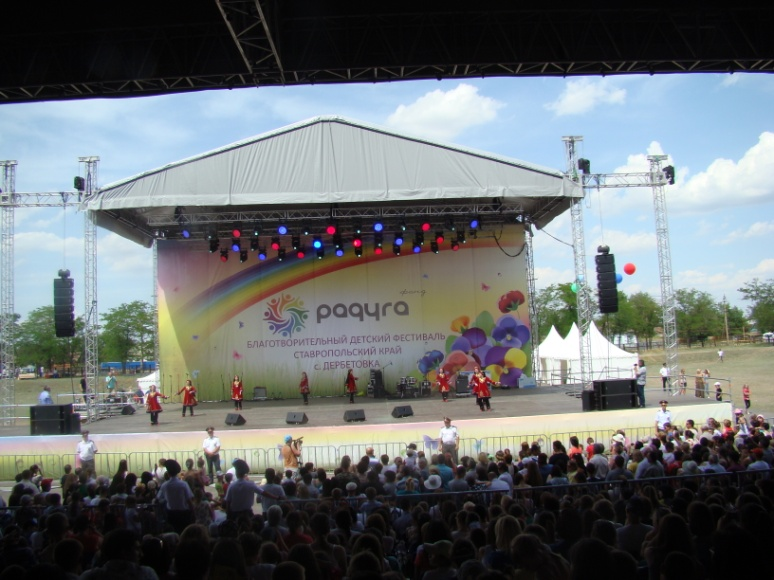 радуга
БЛАГОТВОРИТЕЛЬНЫЙ ДЕТСКИЙ ФЕСТИВАЛЬ
СТАВРОПОЛЬСКИЙ КРАЙ
с. ДЕРБЕТОВКА